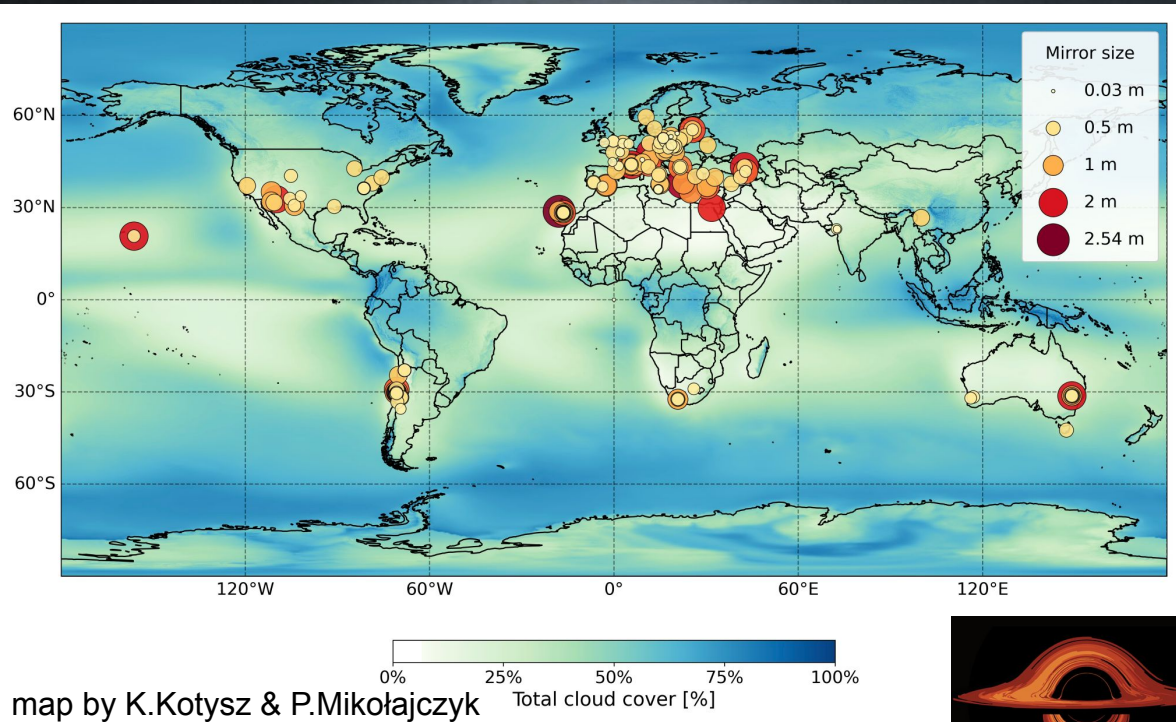 Mirror size
0.03 m
0.5 m
1 m
2 m
2.54 m
60°N
30°N
0°
30°S
60°S
120°W 60°W 0° 60°E 120°E
0% 25% 50% 75% 100%
Total cloud cover [%]
map by K.Kotysz & P.Mikołajczyk